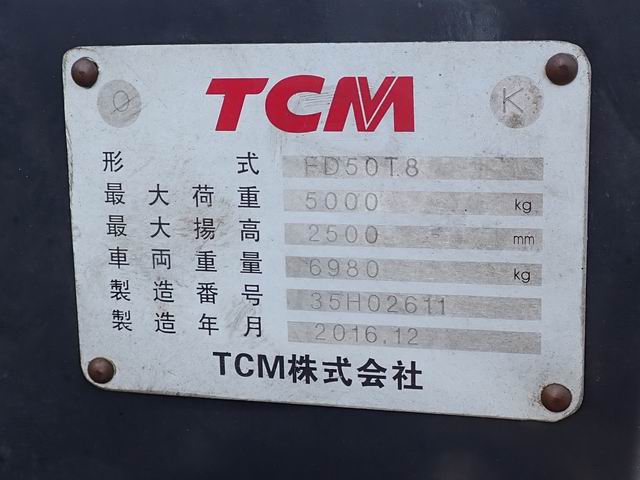 O TCM K
形式 FD50T8
最大荷重 5000 kg
最大揚高 2500 mm
車両重量 6980 kg
製造番号 35H02611
製造年月 2016.12
TCM株式会社